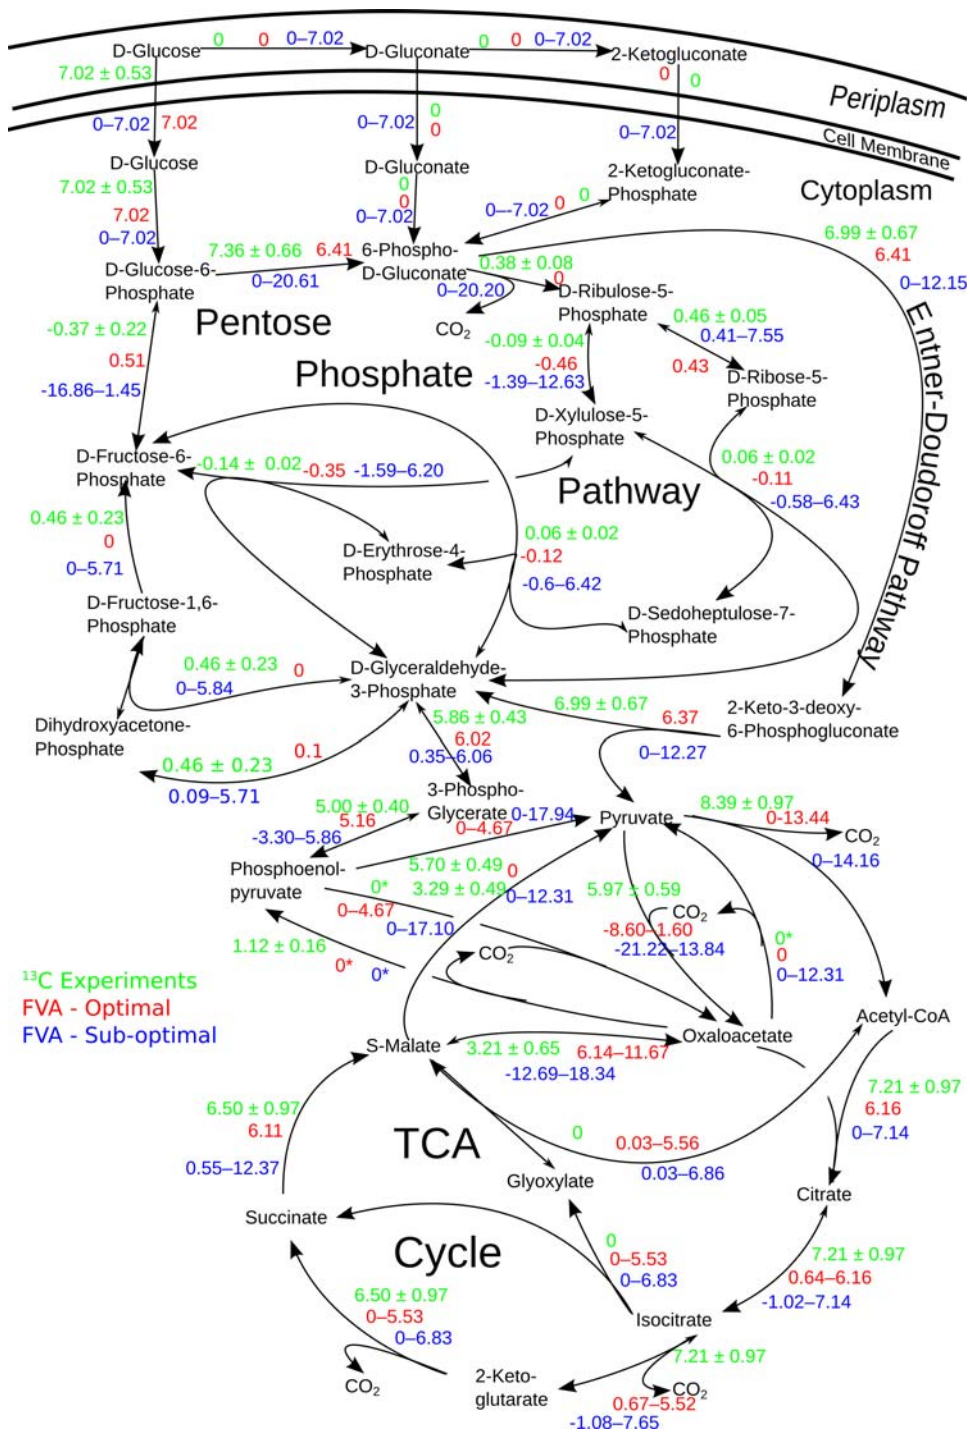 D-Glucose 0 0 0–7.02 D-Gluconate 0 0 0–7.02 2-Ketogluconate
7.02 ± 0.53
0 0
Periplasm
0–7.02 7.02
0–7.02 0
0
0–7.02
Cell Membrane
D-Glucose
D-Gluconate
2-Ketogluconate-
Phosphate
Cytoplasm
7.02 ± 0.53
7.02
0–7.02
0
0
0–7.02
0–-7.02 0 0
6.99 ± 0.67
6.41
0–12.15
D-Glucose-6-
Phosphate
7.36 ± 0.66 6.41
0–20.61
6-Phospho-
D-Gluconate
0.38 ± 0.08
0
0–20.20
CO2
D-Ribulose-5-
Phosphate
Pentose
-0.37 ± 0.22
0.51
-16.86–1.45
Phosphate
-0.09 ± 0.04
-0.46
-1.39–12.63
0.46 ± 0.05
0.41–7.55
0.43
D-Ribose-5-
Phosphate
D-Xylulose-5-
Phosphate
Entner-Doudoroff Pathway
D-Fructose-6-
Phosphate
-0.14 ± 0.02 -0.35 -1.59–6.20
Pathway
0.06 ± 0.02
-0.11
-0.58–6.43
0.46 ± 0.23
0
0–5.71
D-Erythrose-4-
Phosphate
0.06 ± 0.02
-0.12
-0.6–6.42
D-Fructose-1,6-
Phosphate
D-Sedoheptulose-7-
Phosphate
0.46 ± 0.23 0
0–5.84
D-Glyceraldehyde-
3-Phosphate
6.99 ± 0.67
6.37
0–12.27
2-Keto-3-deoxy-
6-Phosphogluconate
Dihydroxyacetone-
Phosphate
0.46 ± 0.23 0.1
0.09–5.71
5.86 ± 0.43
6.02
0.35–6.06
3-Phospho-
Glycerate
5.00 ± 0.40
5.16
-3.30–5.86
0–4.67 0-17.94
Pyruvate
8.39 ± 0.97
0-13.44
CO2
0–14.16
Phosphoenol-
pyruvate
5.70 ± 0.49 0
0* 3.29 ± 0.49 0–12.31
0–4.67
0–17.10
5.97 ± 0.59
CO2
-8.60–1.60
-21.22–13.84
0*
0
0–12.31
1.12 ± 0.16
0* 0*
CO2
13C Experiments
FVA - Optimal
FVA - Sub-optimal
Acetyl-CoA
S-Malate
3.21 ± 0.65 6.14–11.67
-12.69–18.34
Oxaloacetate
6.50 ± 0.97
6.11
0.55–12.37
TCA
0
0.03–5.56
0.03–6.86
7.21 ± 0.97
6.16
0–7.14
Glyoxylate
Citrate
Succinate
Cycle
0
0–5.53
0–6.83
7.21 ± 0.97
0.64–6.16
-1.02–7.14
6.50 ± 0.97
0–5.53
0–6.83
Isocitrate
7.21 ± 0.97
CO2
2-Keto-
glutarate
CO2
0.67–5.52
-1.08–7.65